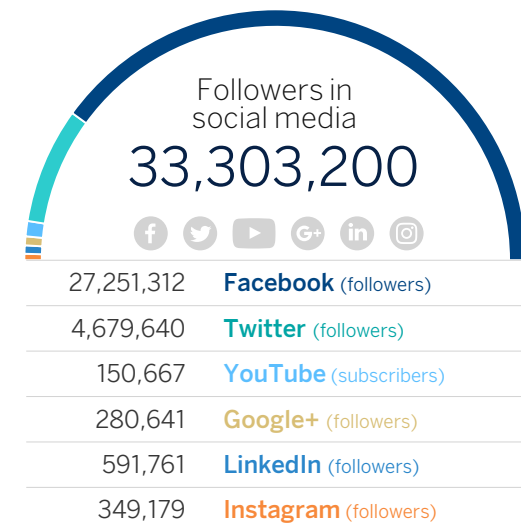 Followers in
social media
33,303,200
27,251,312 Facebook (followers)
4,679,640 Twitter (followers)
150,667 YouTube (subscribers)
280,641 Google+ (followers)
591,761 LinkedIn (followers)
349,179 Instagram (followers)